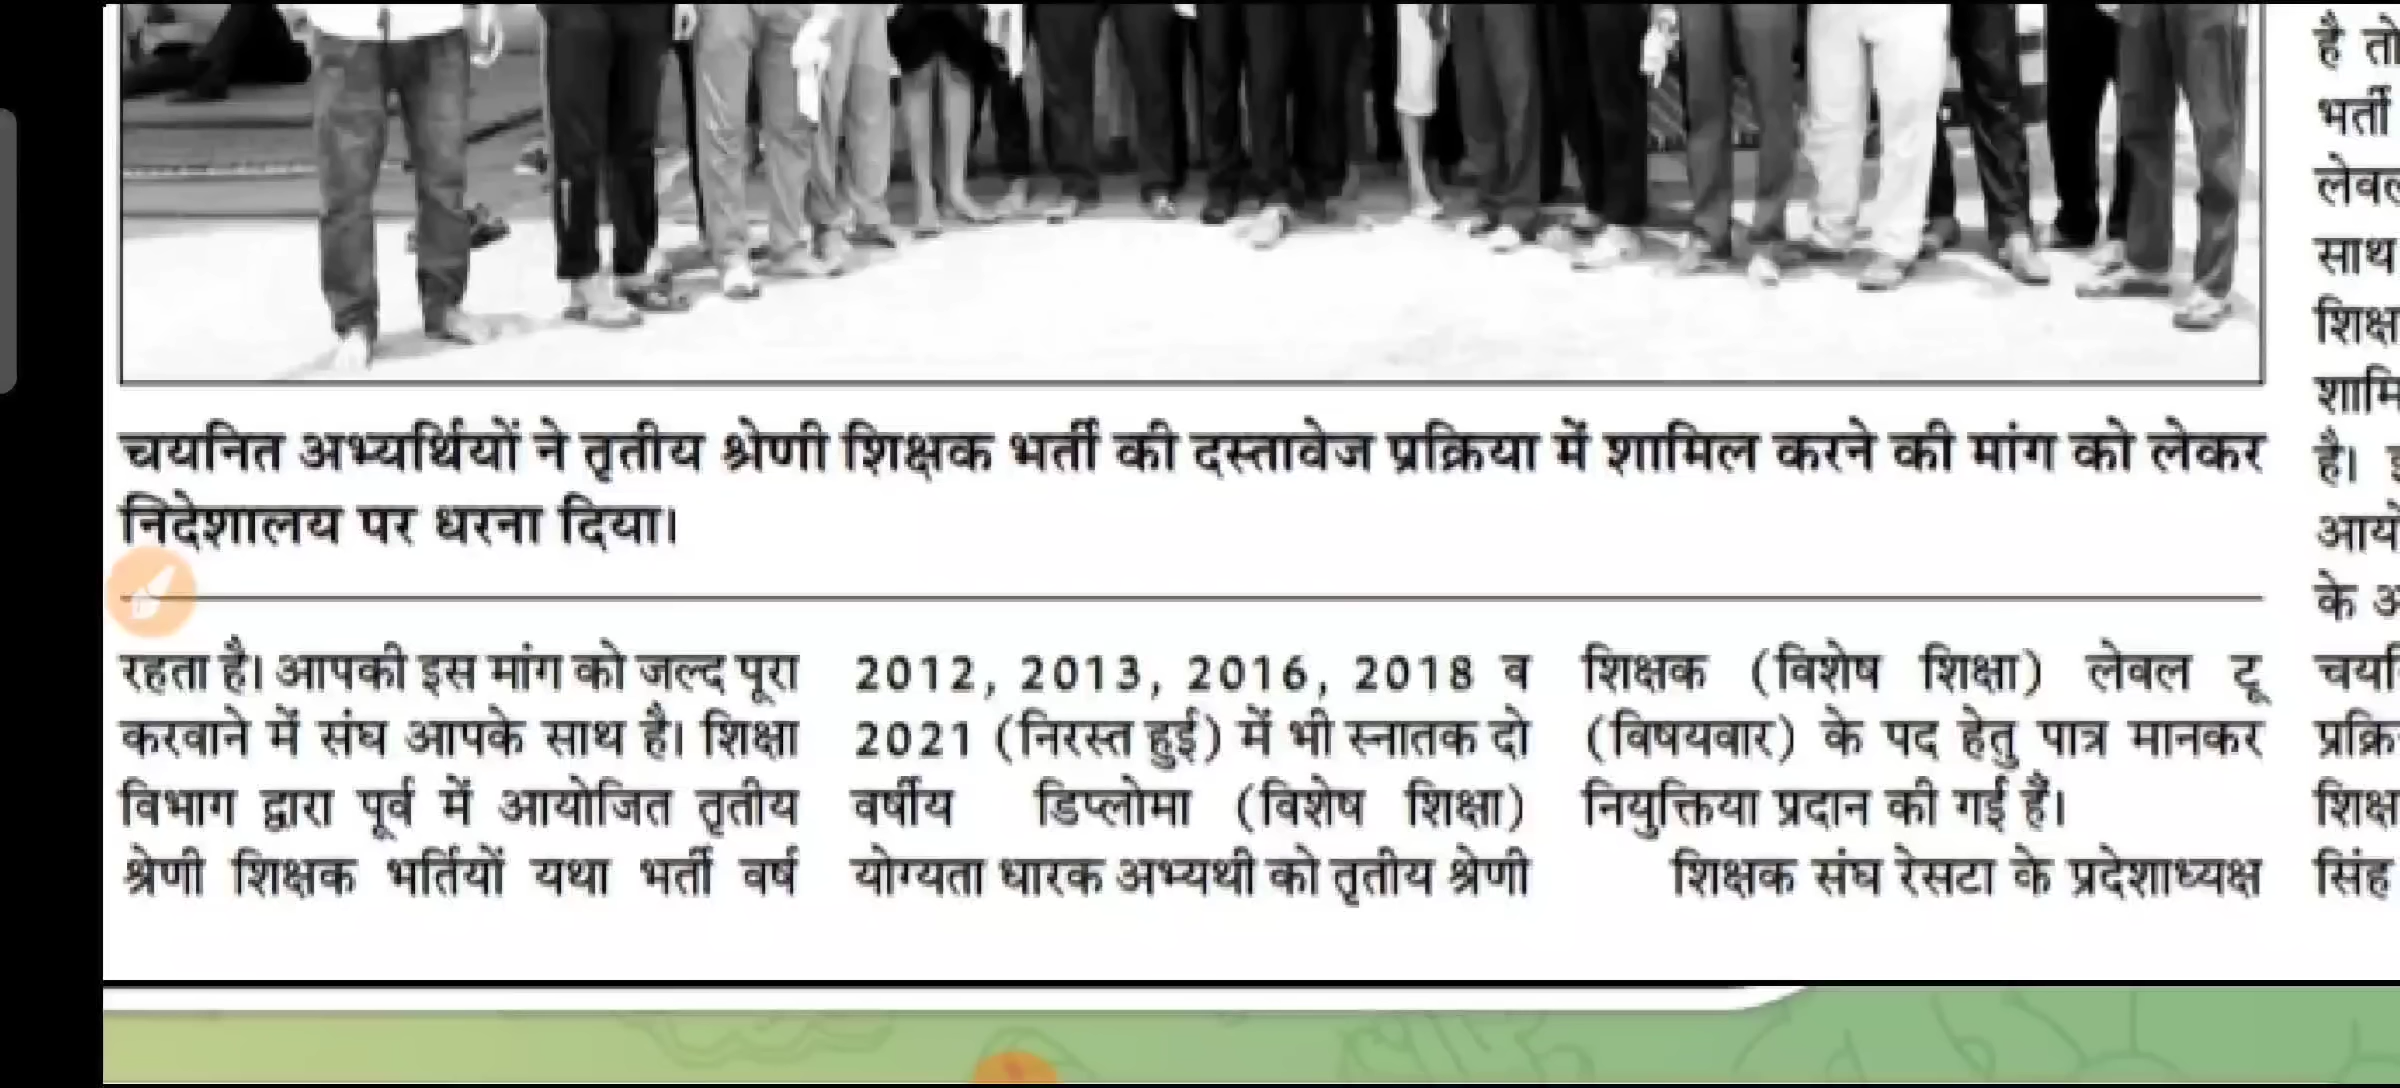 चयनित अभ्यर्थियों ने तृतीय श्रेणी शिक्षक भर्ती की दस्तावेज प्रक्रिया में शामिल करने की मांग को लेकर
निदेशालय पर धरना दिया।
रहता है। आपकी इस मांग को जल्द पूरा
करवाने में संघ आपके साथ है। शिक्षा
विभाग द्वारा पूर्व में आयोजित तृतीय
श्रेणी शिक्षक भर्तियों यथा भर्ती वर्ष
2012, 2013, 2016, 2018 व
2021 (निरस्त हुई) में भी स्नातक दो
वर्षीय डिप्लोमा (विशेष शिक्षा)
योग्यता धारक अभ्यथी को तृतीय श्रेणी
शिक्षक (विशेष शिक्षा) लेवल टू
(विषयवार) के पद हेतु पात्र मानकर
नियुक्तिया प्रदान की गई हैं।
शिक्षक संघ रेसटा के प्रदेशाध्यक्ष
है तो
भर्ती
साथ
है।
के
सिंह